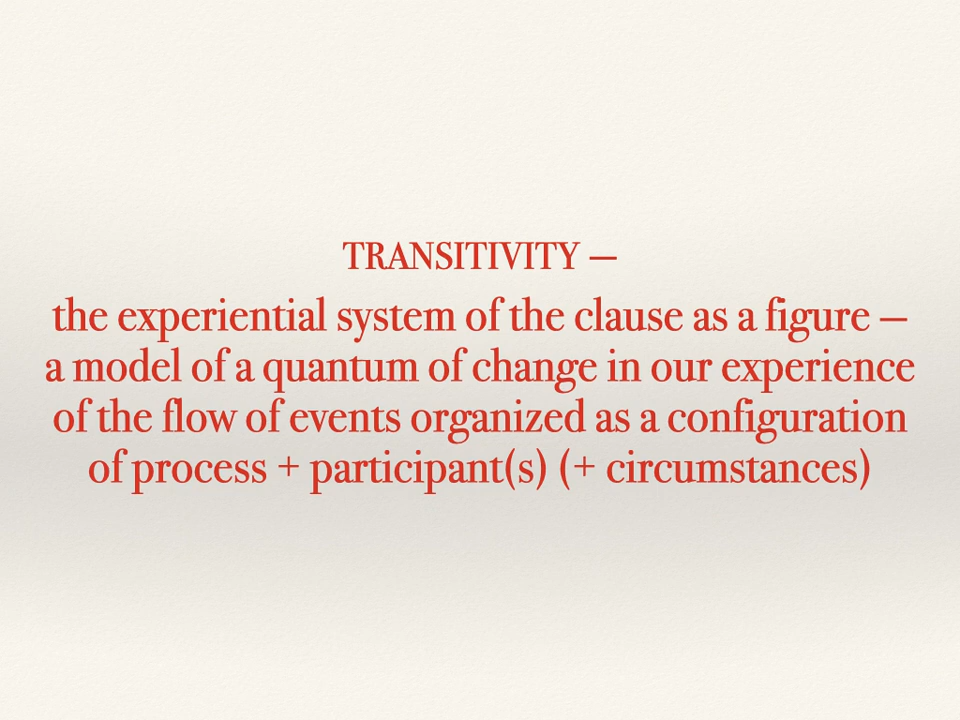 TRANSITIVITY —
the experiential system of the clause as a figure —
a model of a quantum of change in our experience
of the flow of events organized as a configuration
of process + participant(s) (+ circumstances)